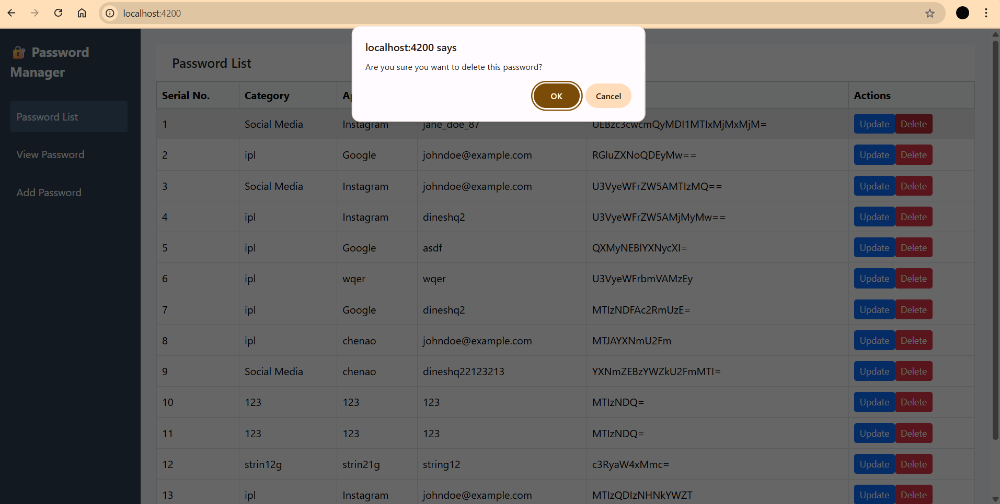 localhost:4200
Password
Manager
Password List
View Password
Add Password
localhost:4200 says
Are you sure you want to delete this password?
OK Cancel
Password List
Serial No. Category Actions
1 Social Media Instagram jane_doe_87 UEBzc3cwcmQyMDI1MTIxMjMxMjM= Update Delete
2 ipl Google johndoe@example.com RGluZXNoQDEyMw== Update Delete
3 Social Media Instagram johndoe@example.com U3VyeWFrZW5AMTIzMQ== Update Delete
4 ipl Instagram dineshq2 U3VyeWFrZW5AMjMyMw== Update Delete
5 ipl Google asdf QXMyNEBlYXNycXI= Update Delete
6 ipl wqer wqer U3VyeWFrbmVAMzEy Update Delete
7 ipl Google dineshq2 MTIzNDFAc2RmUzE= Update Delete
8 ipl chenao johndoe@example.com MTJAYXNmU2Fm Update Delete
9 Social Media chenao dineshq22123213 YXNmZEBzYWZkU2FmMTI= Update Delete
10 123 123 123 MTIzNDQ= Update Delete
11 123 123 123 MTIzNDQ= Update Delete
12 strin12g strin21g string12 c3RyaW4xMmc= Update Delete
13 ipl Instagram johndoe@example.com MTIzQDIzNHNkYWZT Update Delete